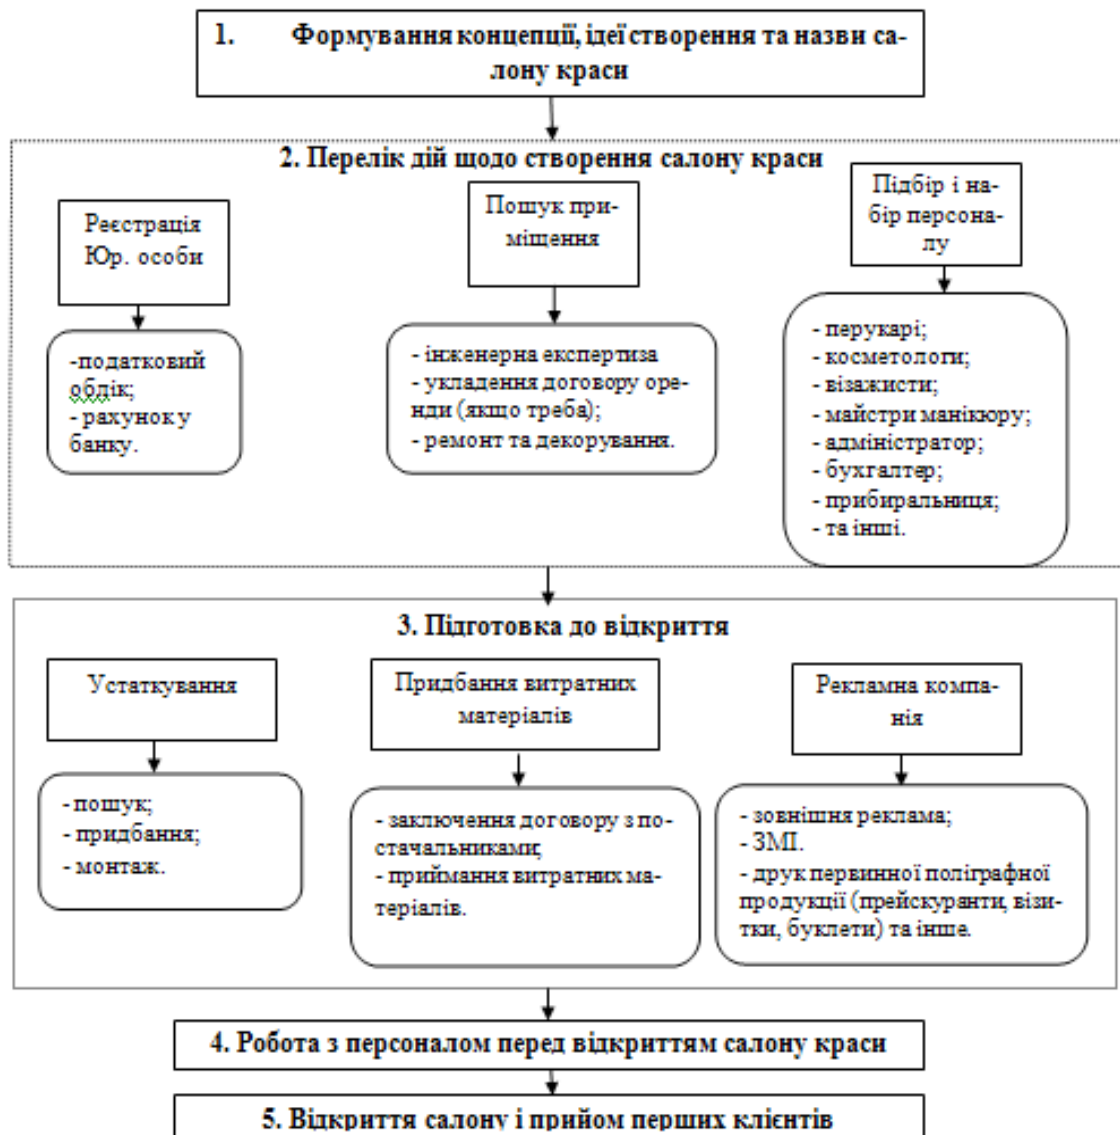 1. Формування концепції, ідеї створення та назви са-
лону краси
2. Перелік дій щодо створення салону краси
Реєстрація
Юр. особи
-податковий
облік;
- рахунок у
банку.
Пошук при-
міщення
- інженерна експертиза
- укладення договору оре-
нди (якщо треба);
- ремонт та декорування.
Підбір і на-
бір персона-
лу
- перукарі;
- косметологи;
- візажисти;
- майстри манікюру;
- адміністратор;
- бухгалтер;
- прибиральниця;
- та інші.
3. Підготовка до відкриття
Устаткування
- пошук;
- придбання;
- монтаж.
Придбання витратних
матеріалів
- заключення договору з по-
стачальниками;
- приймання витратних ма-
теріалів.
Рекламна компа-
нія
- зовнішня реклама;
- ЗМІ.
- друк первинної поліграфної
продукції (прейскуранти, візи-
тки, буклети) та інше.
4. Робота з персоналом перед відкриттям салону краси
5. Відкриття салону і прийом перших клієнтів